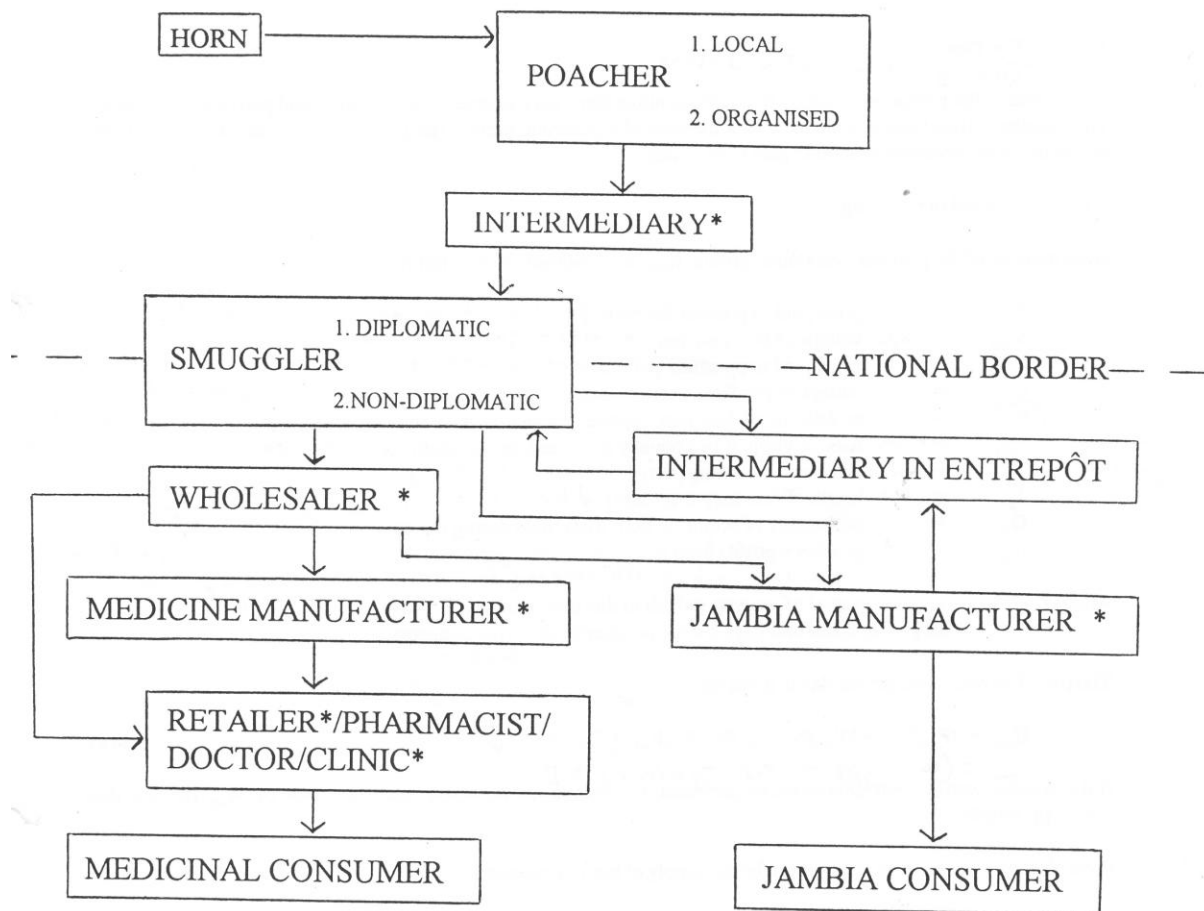 HORN
1. LOCAL
POACHER
2. ORGANISED
INTERMEDIARY*
1. DIPLOMATIC
SMUGGLER
2.NON-DIPLOMATIC
NATIONAL BORDER
INTERMEDIARY IN ENTREPÔT
WHOLESALER *
MEDICINE MANUFACTURER *
JAMBIA MANUFACTURER *
RETAILER*/PHARMACIST/
DOCTOR/CLINIC*
MEDICINAL CONSUMER
JAMBIA CONSUMER